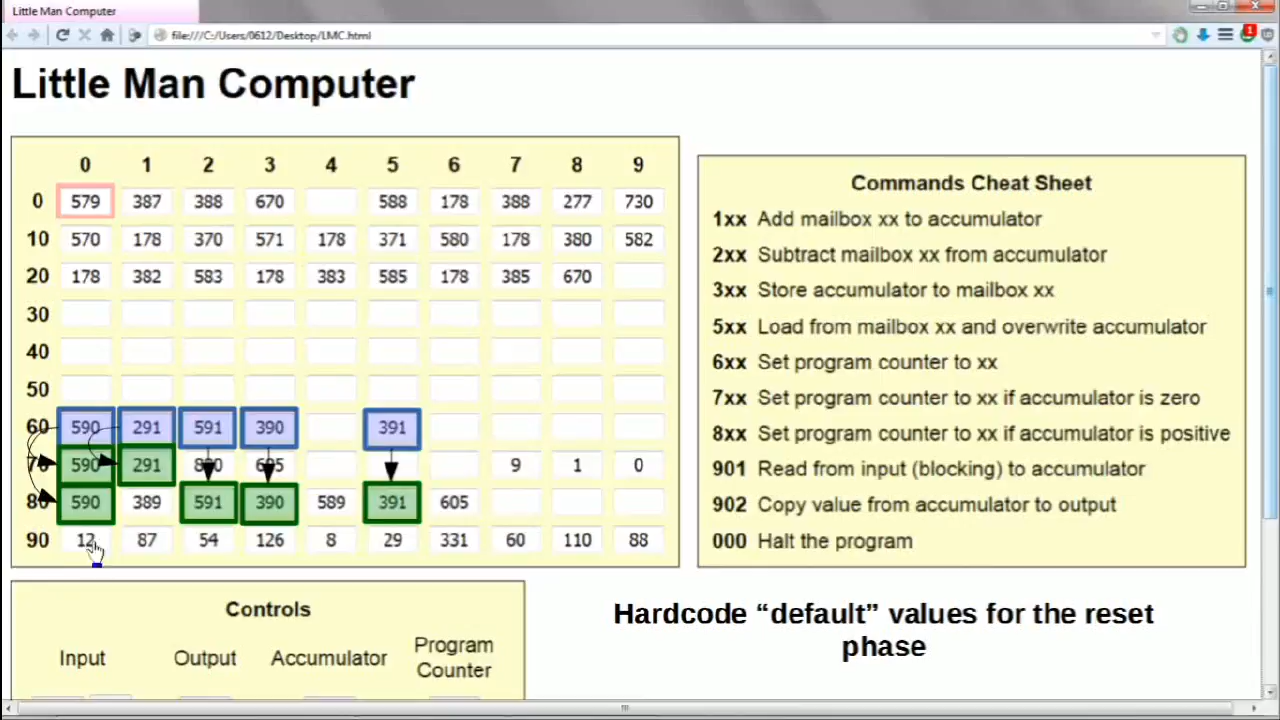 Little Man Computer
file:///C:/Users/0612/Desktop/LMC.html
1
Little Man Computer
0 1 2 3 4 5 6 7 8 9
0 579 387 388 670 588 178 388 277 730
10 570 178 370 571 178 371 580 178 380 582
20 178 382 583 178 383 585 178 385 670
30
40
50
60 590 291 591 390 391
590 291 9 1 0
80 590 389 591 390 589 391 605
90 12 87 54 126 8 29 331 60 110 88
Commands Cheat Sheet
1xx Add mailbox xx to accumulator
2xx Subtract mailbox xx from accumulator
3xx Store accumulator to mailbox xx
5xx Load from mailbox xx and overwrite accumulator
6xx Set program counter to xx
7xx Set program counter to xx if accumulator is zero
8xx Set program counter to xx if accumulator is positive
901 Read from input (blocking) to accumulator
902 Copy value from accumulator to output
000 Halt the program
Controls
Input Output Accumulator Program
Counter
Hardcode “default” values for the reset
phase